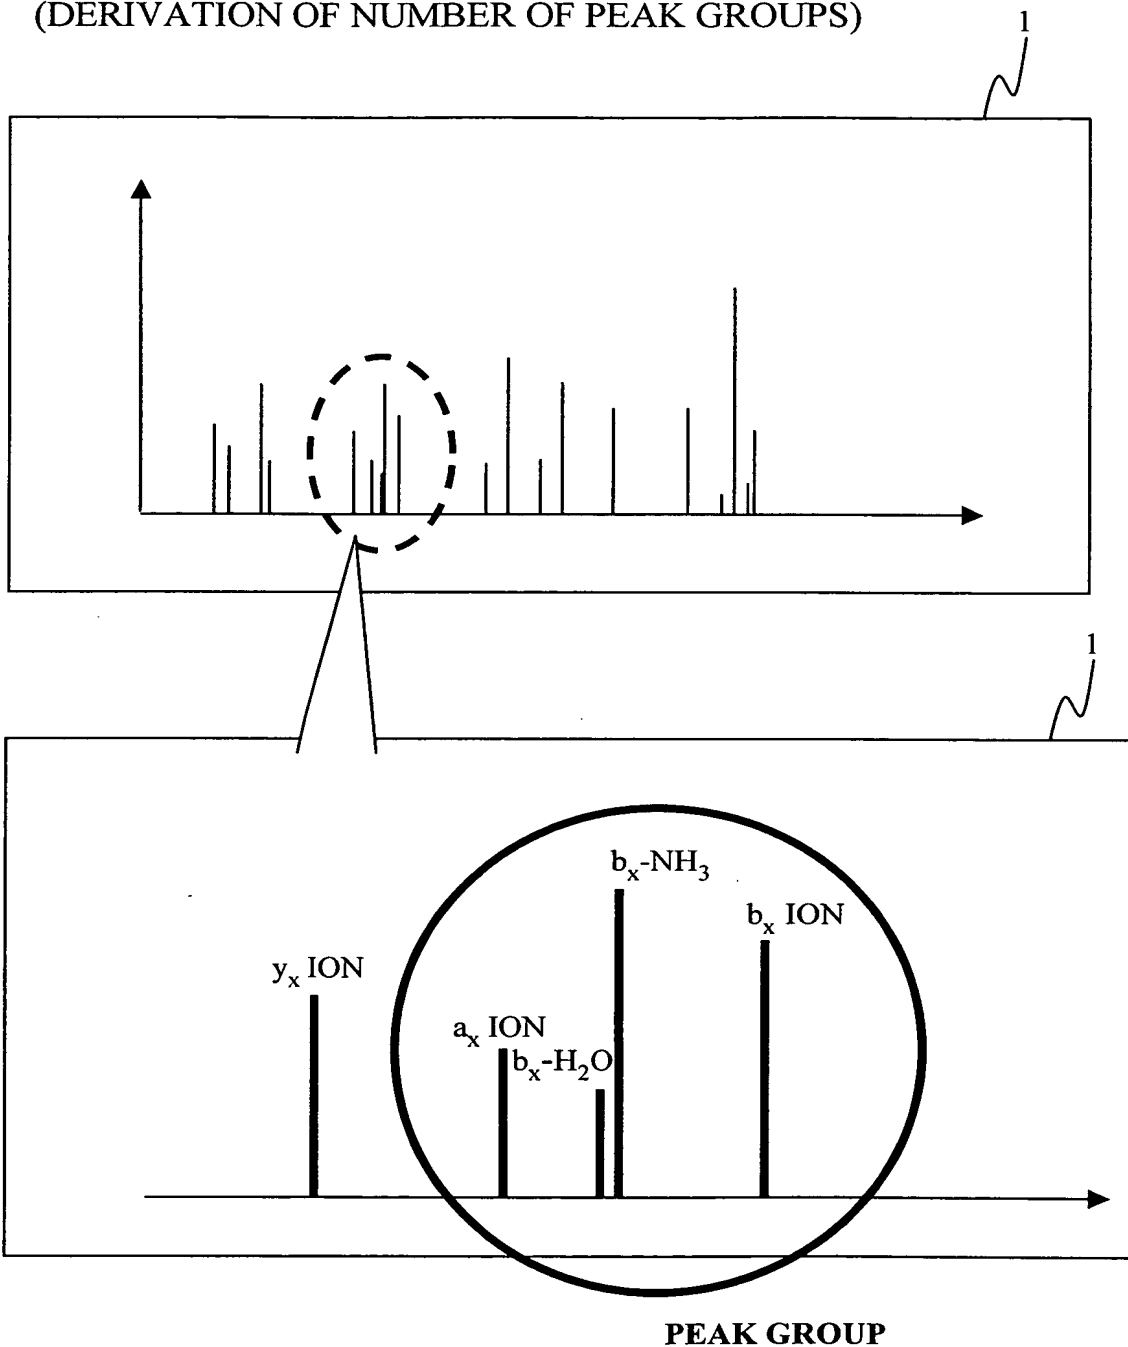 (DERIVATION OF NUMBER OF PEAK GROUPS)
1
1
bₓ-NH₃
bₓ ION
yₓ ION
aₓ ION
bₓ-H₂O
PEAK GROUP